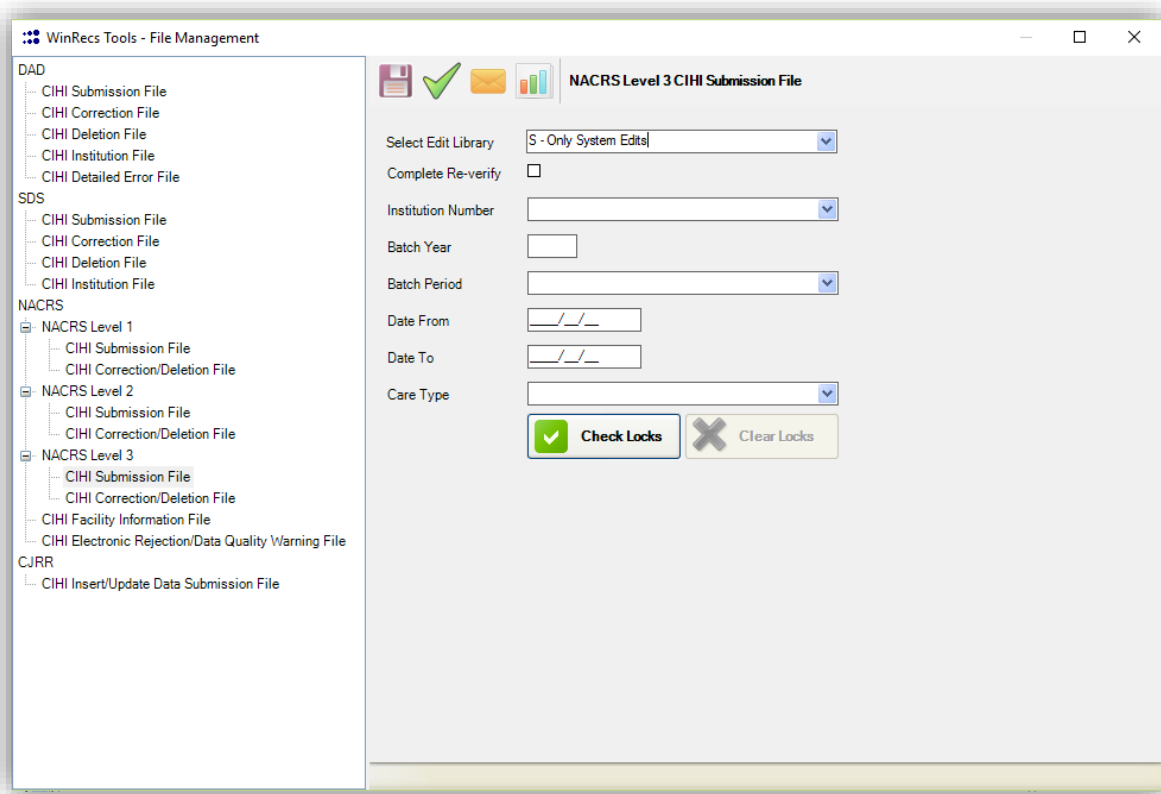 WinRecs Tools - File Management
DAD
CIHI Submission File
CIHI Correction File
CIHI Deletion File
CIHI Institution File
CIHI Detailed Error File
SDS
CIHI Submission File
CIHI Correction File
CIHI Deletion File
CIHI Institution File
NACRS
NACRS Level 1
CIHI Submission File
CIHI Correction/Deletion File
NACRS Level 2
CIHI Submission File
CIHI Correction/Deletion File
NACRS Level 3
CIHI Submission File
CIHI Correction/Deletion File
CIHI Facility Information File
CIHI Electronic Rejection/Data Quality Warning File
CJRR
CIHI Insert/Update Data Submission File
NACRS Level 3 CIHI Submission File
Select Edit Library S - Only System Edits
Complete Re-verify
Institution Number
Batch Year
Batch Period
Date From ____/__/__
Date To ____/__/__
Care Type
Check Locks Clear Locks